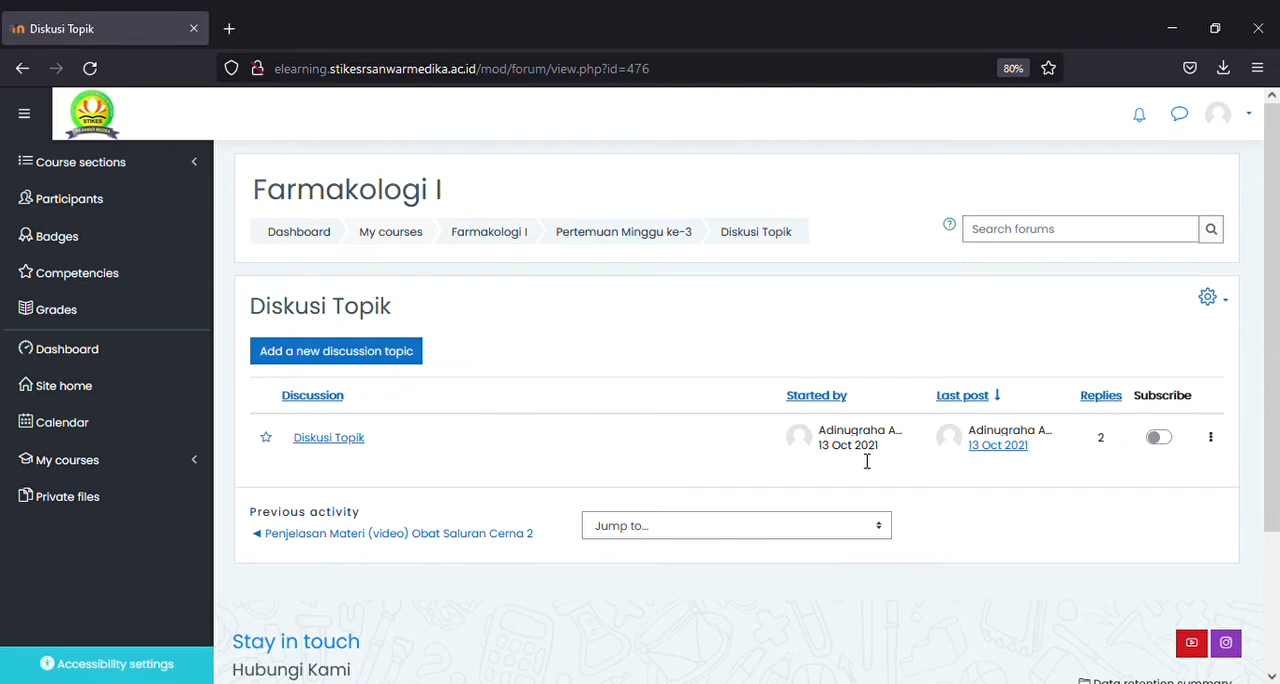 Diskusi Topik
elearning.stikesrsanwarmedika.ac.id/mod/forum/view.php?id=476
80%
STIKES
Course sections
Participants
Badges
Competencies
Grades
Dashboard
Site home
Calendar
My courses
Private files
Accessibility settings
Farmakologi I
Dashboard My courses Farmakologi I Pertemuan Minggu ke-3 Diskusi Topik
Search forums
Diskusi Topik
Add a new discussion topic
Discussion Started by Last post ↓ Replies Subscribe
Diskusi Topik Adinugraha A... 13 Oct 2021 Adinugraha A... 13 Oct 2021 2
Previous activity
◄ Penjelasan Materi (video) Obat Saluran Cerna 2
Jump to...
Stay in touch
Hubungi Kami
Data retention summary